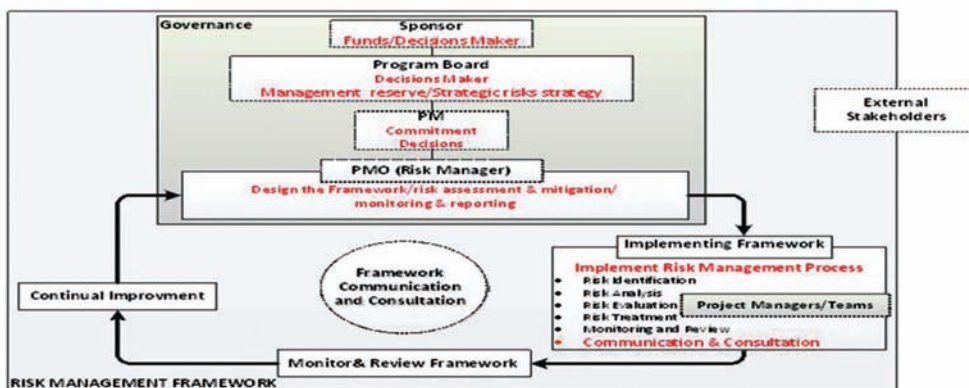 Governance
Sponsor
Funds/Decisions Maker
Program Board
Decisions Maker
Management reserve/Strategic risks strategy
PM
Commitment
Decisions
PMO (Risk Manager)
Design the Framework/risk assessment & mitigation/
monitoring & reporting
External
Stakeholders
Implementing Framework
Implement Risk Management Process
• Risk Identification
• Risk Analysis
• Risk Evaluation
• Risk Treatment
• Monitoring and Review
• Communication & Consultation
Project Managers/Teams
Framework
Communication
and Consultation
Continual Improvment
Monitor& Review Framework
RISK MANAGEMENT FRAMEWORK